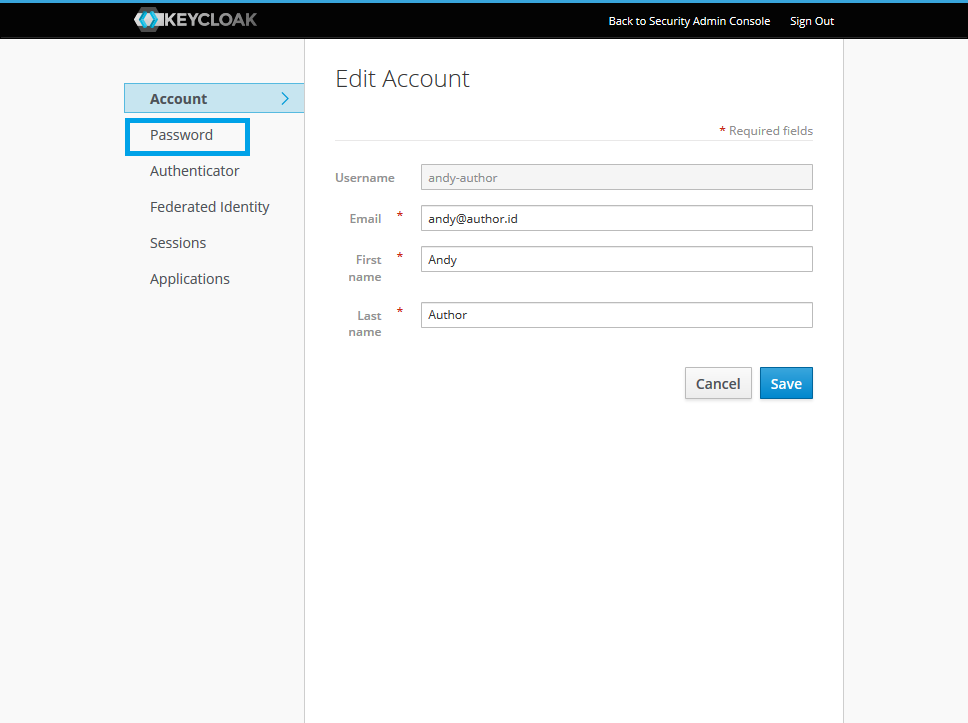 KEYCLOAK
Back to Security Admin Console Sign Out
Account
Password
Authenticator
Federated Identity
Sessions
Applications
Edit Account
* Required fields
Username andy-author
Email * andy@author.id
First name * Andy
Last name * Author
Cancel Save